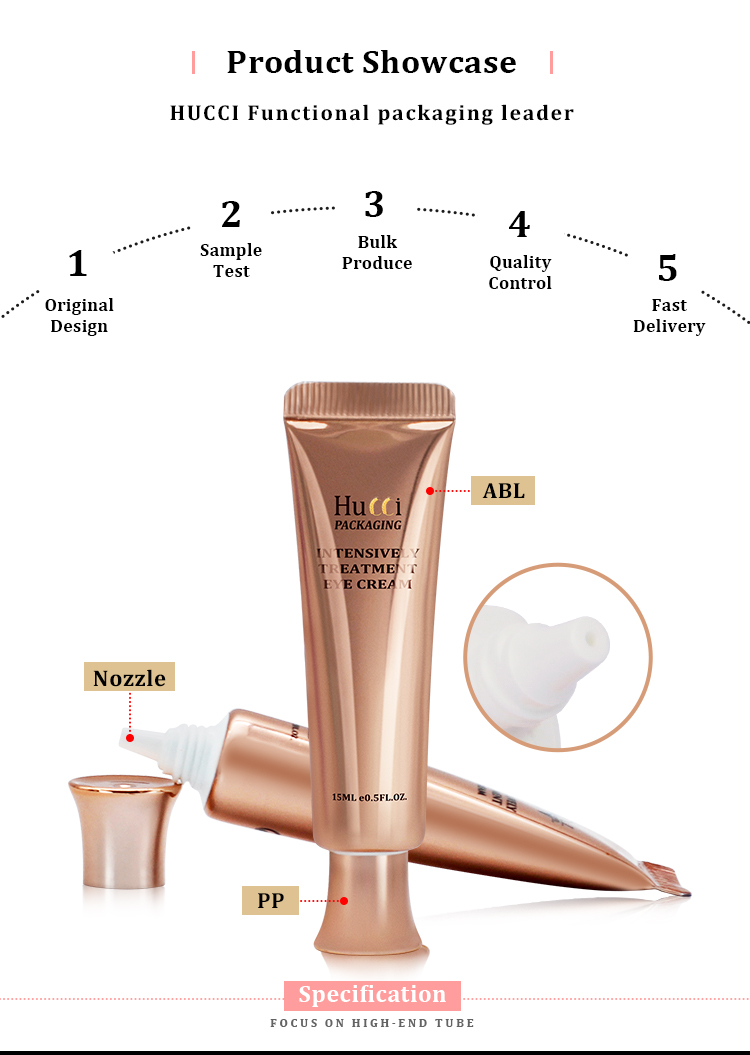 Product Showcase
HUCCI Functional packaging leader
1
Original
Design
2
Sample
Test
3
Bulk
Produce
4
Quality
Control
5
Fast
Delivery
Hucci
PACKAGING
INTENSIVELY
TREATMENT
EYE CREAM
15ML e0.5FL.OZ.
ABL
Nozzle
PP
Specification
FOCUS ON HIGH-END TUBE